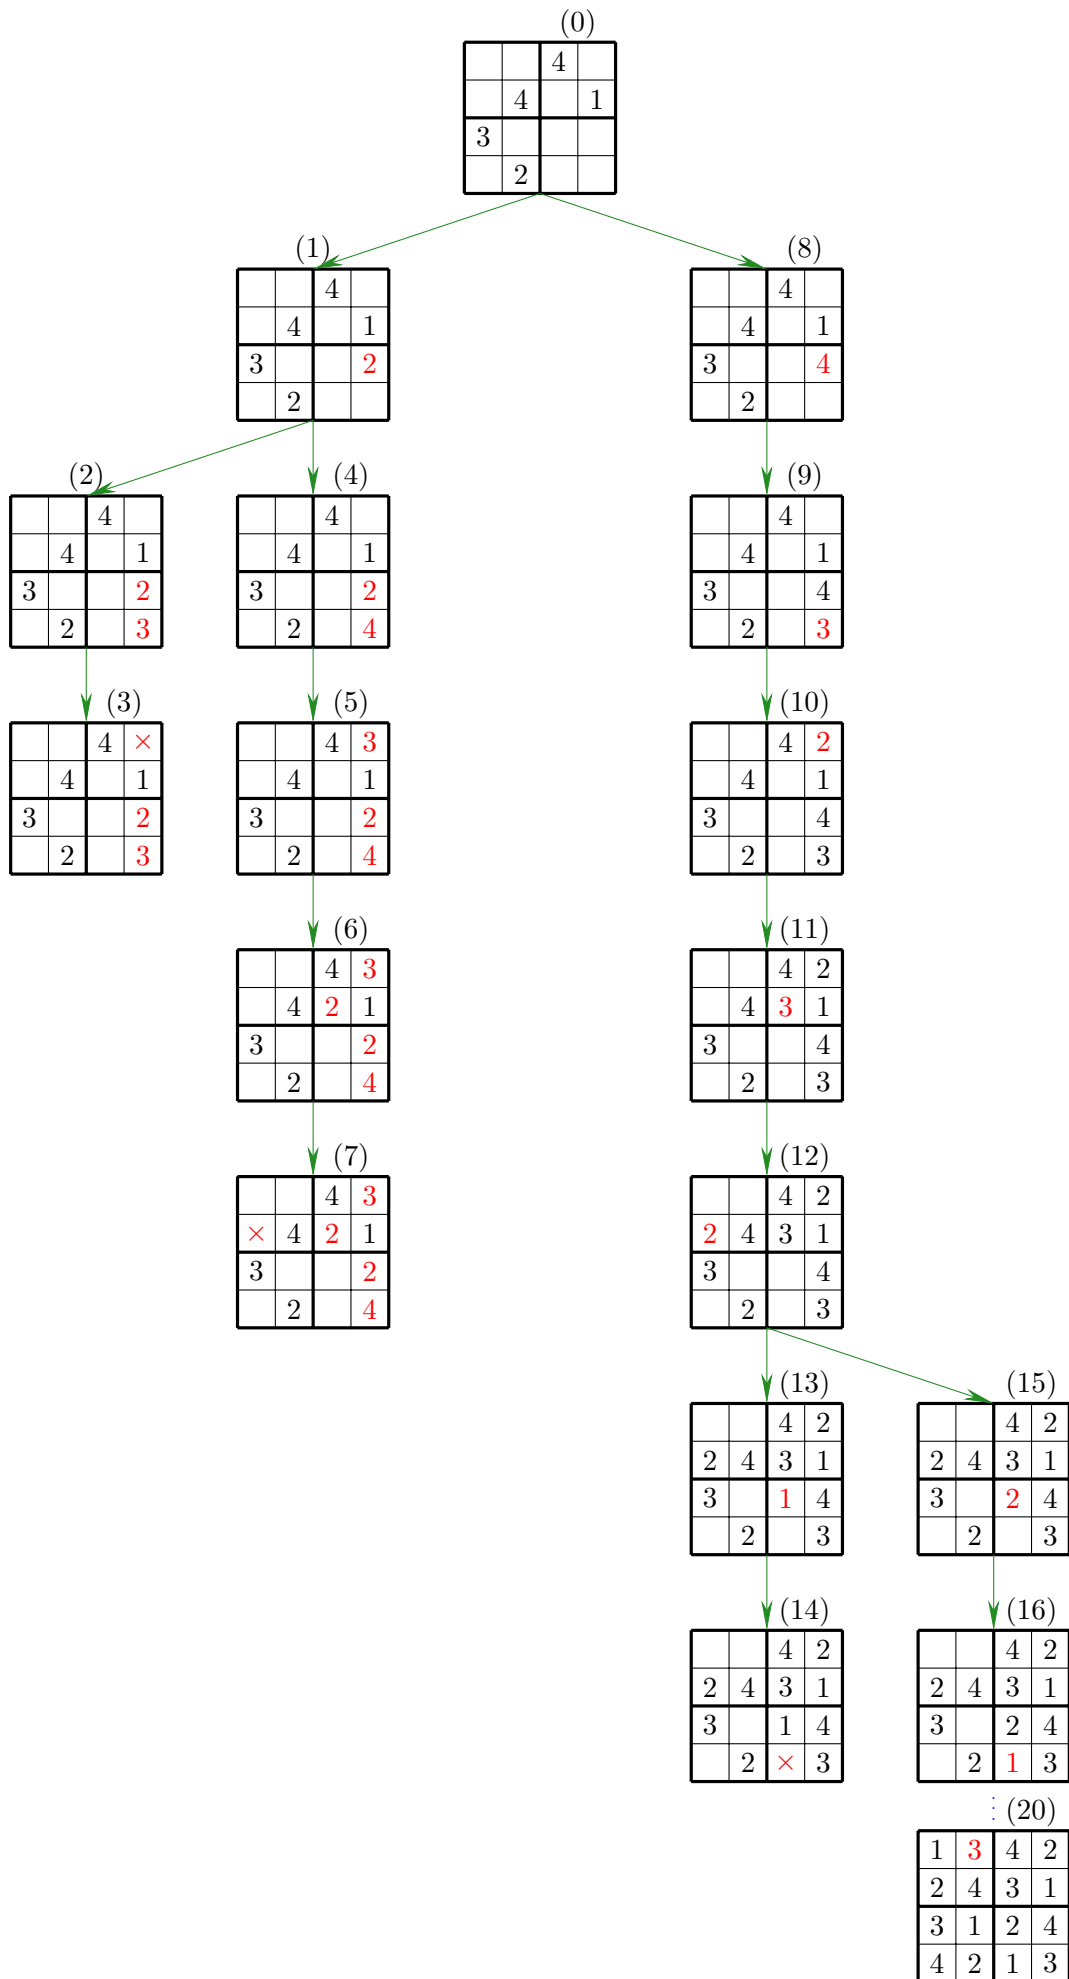 (0)
4
4 1
3
2
(1) (8)
4 4
4 1 4 1
3 2 3 4
2 2
(2) (4) (9)
4 4 4
4 1 4 1 4 1
3 2 3 2 3 4
2 3 2 4 2 3
(3) (5) (10)
4 × 4 3 4 2
4 1 4 1 4 1
3 2 3 2 3 4
2 3 2 4 2 3
(6) (11)
4 3 4 2
4 2 1 4 3 1
3 2 3 4
2 4 2 3
(7) (12)
4 3 4 2
× 4 2 1 2 4 3 1
3 2 3 4
2 4 2 3
(13) (15)
4 2 4 2
2 4 3 1 2 4 3 1
3 1 4 3 2 4
2 3 2 3
(14) (16)
4 2 4 2
2 4 3 1 2 4 3 1
3 1 4 3 2 4
2 × 3 2 1 3
(20)
1 3 4 2
2 4 3 1
3 1 2 4
4 2 1 3